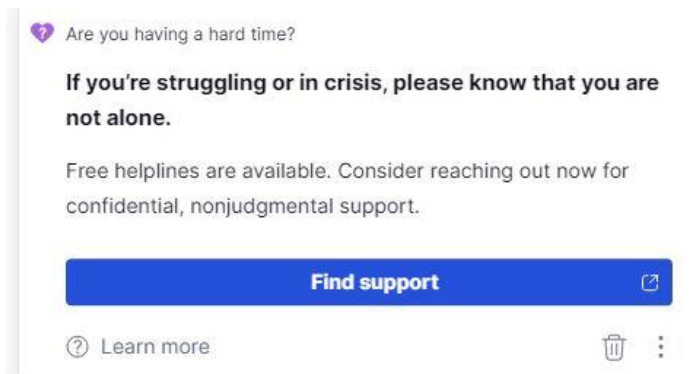 Are you having a hard time?
If you're struggling or in crisis, please know that you are
not alone.
Free helplines are available. Consider reaching out now for
confidential, nonjudgmental support.
Find support
Learn more